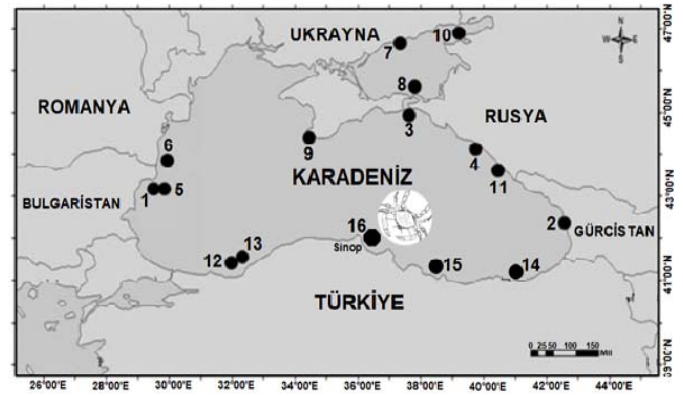 UKRAYNA
10
N
47°0'0"N
7
W
E
S
8
ROMANYA
RUSYA
45°0'0"N
3
9
4
6
KARADENİZ
11
1
5
BULGARİSTAN
43°0'0"N
2
GÜRCİSTAN
16
Sinop
13
12
15
14
41°0'0"N
TÜRKİYE
0 25 50 100 150
Mil
39°0'0"N
26°0'0"E 28°0'0"E 30°0'0"E 32°0'0"E 34°0'0"E 36°0'0"E 38°0'0"E 40°0'0"E 42°0'0"E 44°0'0"E